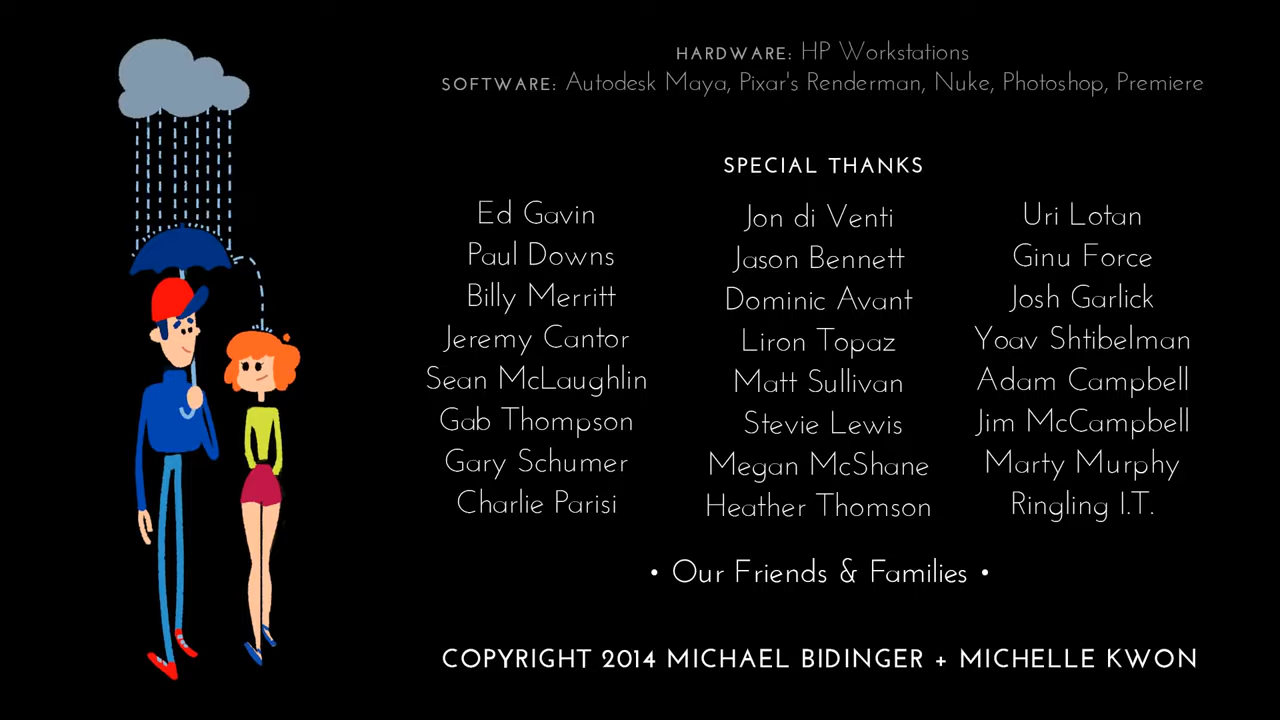 HARDWARE: HP Workstations
SOFTWARE: Autodesk Maya, Pixar's Renderman, Nuke, Photoshop, Premiere
SPECIAL THANKS
Ed Gavin
Paul Downs
Billy Merritt
Jeremy Cantor
Sean McLaughlin
Gab Thompson
Gary Schumer
Charlie Parisi
Jon di Venti
Jason Bennett
Dominic Avant
Liron Topaz
Matt Sullivan
Stevie Lewis
Megan McShane
Heather Thomson
Uri Lotan
Ginu Force
Josh Garlick
Yoav Shtibelman
Adam Campbell
Jim McCampbell
Marty Murphy
Ringling I.T.
• Our Friends & Families •
COPYRIGHT 2014 MICHAEL BIDINGER + MICHELLE KWON